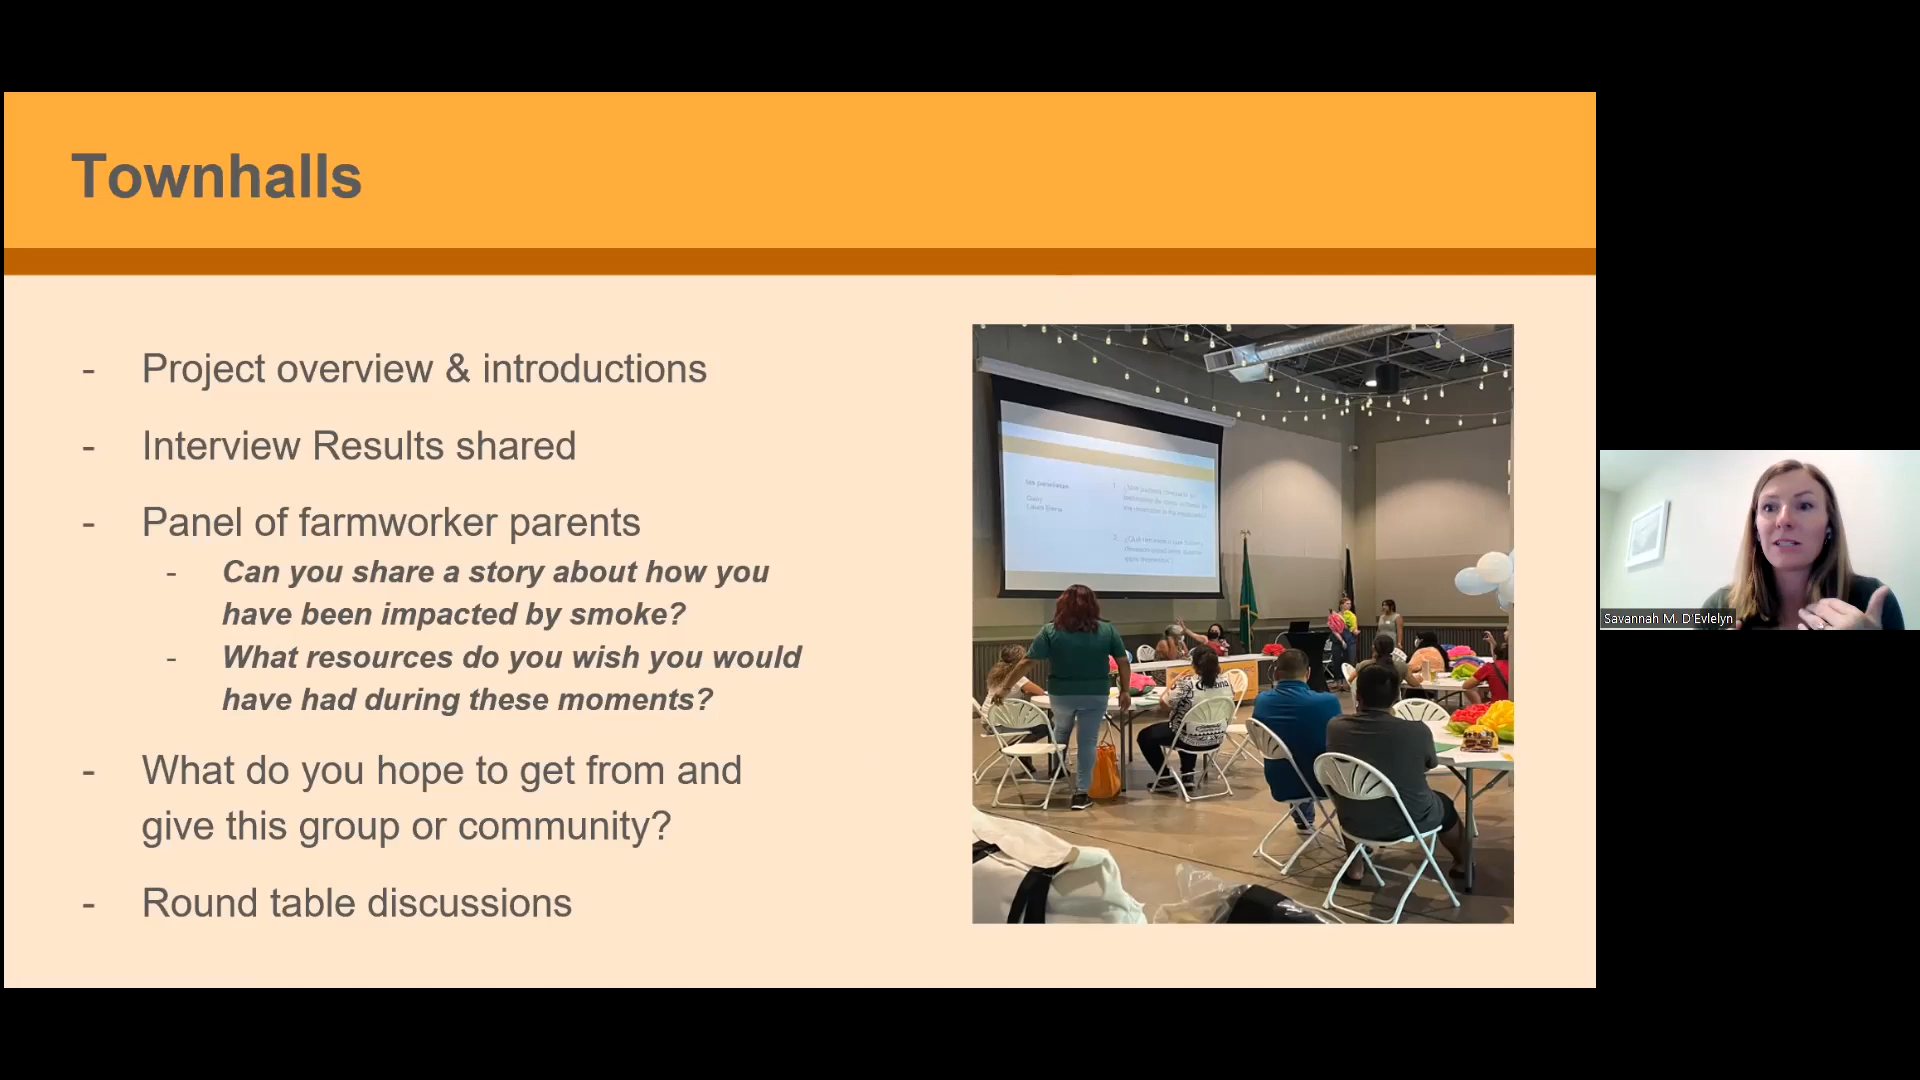 Townhalls
- Project overview & introductions
- Interview Results shared
- Panel of farmworker parents
- Can you share a story about how you
have been impacted by smoke?
- What resources do you wish you would
have had during these moments?
- What do you hope to get from and
give this group or community?
- Round table discussions
Savannah M. D'Evlelyn